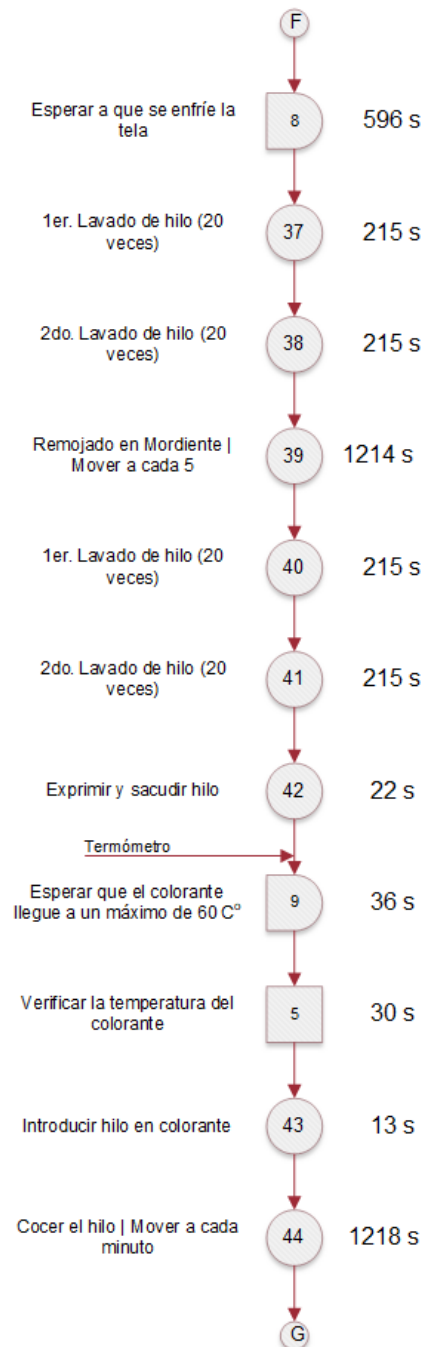 F
Esperar a que se enfríe la
tela
8
596 s
1er. Lavado de hilo (20
veces)
37
215 s
2do. Lavado de hilo (20
veces)
38
215 s
Remojado en Mordiente |
Mover a cada 5
39
1214 s
1er. Lavado de hilo (20
veces)
40
215 s
2do. Lavado de hilo (20
veces)
41
215 s
Exprimir y sacudir hilo
42
22 s
Termómetro
Esperar que el colorante
llegue a un máximo de 60 Cº
9
36 s
Verificar la temperatura del
colorante
5
30 s
Introducir hilo en colorante
43
13 s
Cocer el hilo | Mover a cada
minuto
44
1218 s
G